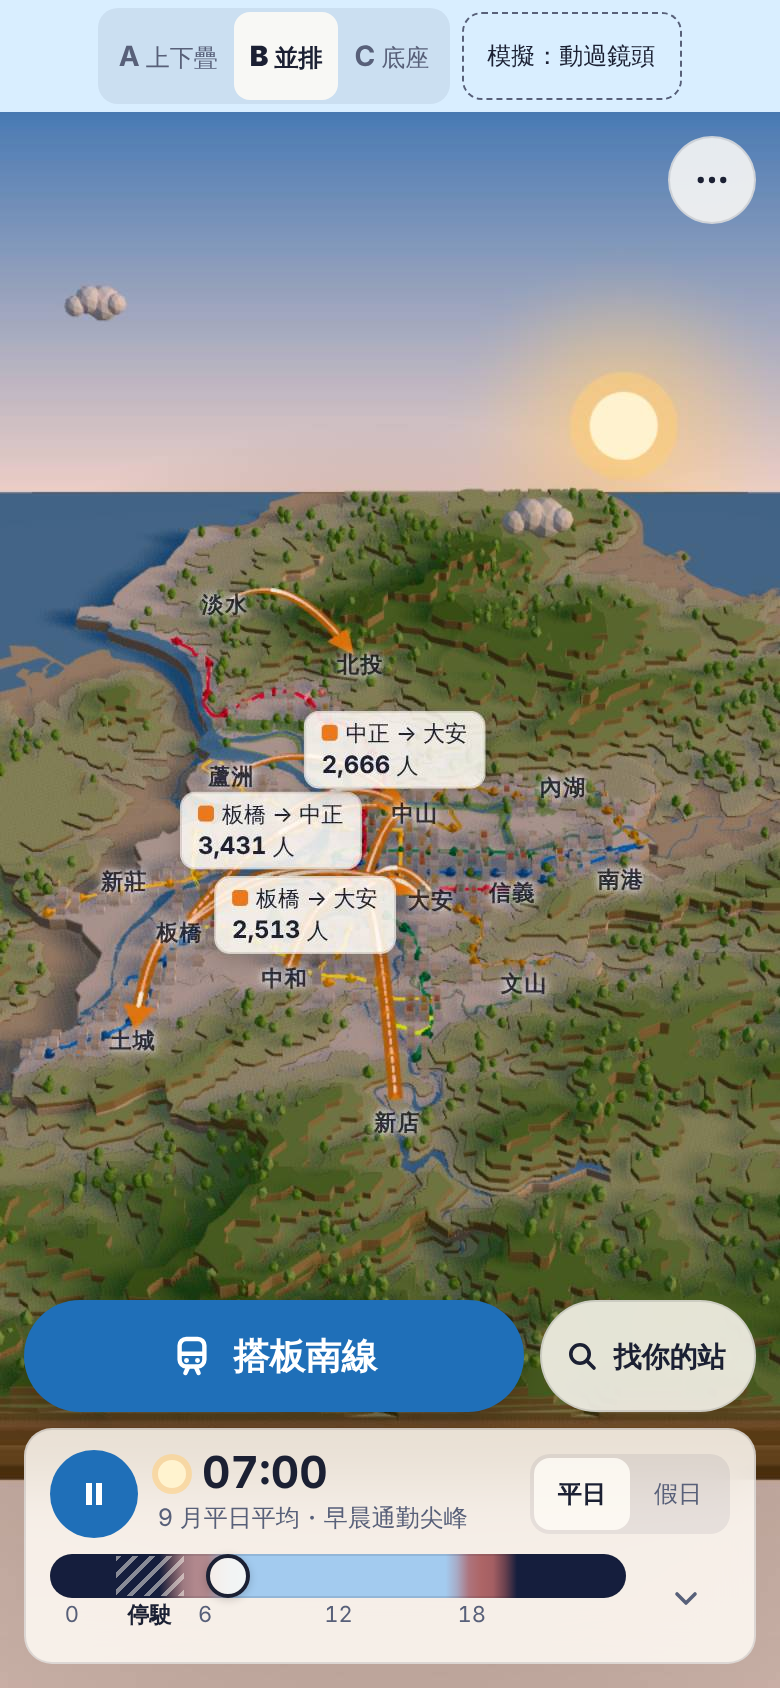 A 上下疊 B 並排 C 底座 模擬：動過鏡頭
淡水
北投
中正 → 大安
2,666 人
蘆洲
內湖
板橋 → 中正
3,431 人
中山
新莊
南港
板橋 → 大安
2,513 人
大安
信義
板橋
中和
文山
土城
新店
搭板南線
找你的站
07:00
9 月平日平均・早晨通勤尖峰
平日 假日
0 停駛 6 12 18